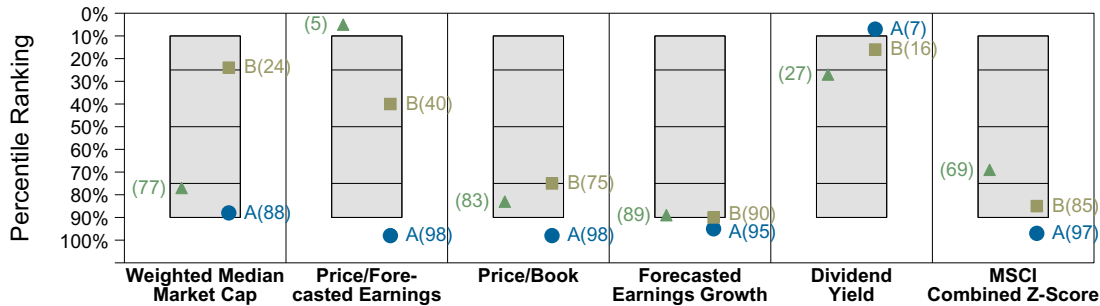 Percentile Ranking
0%
10%
20%
30%
40%
50%
60%
70%
80%
90%
100%
(77)
B(24)
A(88)
(5)
B(40)
A(98)
(83)
B(75)
A(98)
(89)
B(90)
A(95)
(27)
A(7)
B(16)
(69)
B(85)
A(97)
Weighted Median
Market Cap
Price/Fore-
casted Earnings
Price/Book
Forecasted
Earnings Growth
Dividend
Yield
MSCI
Combined Z-Score